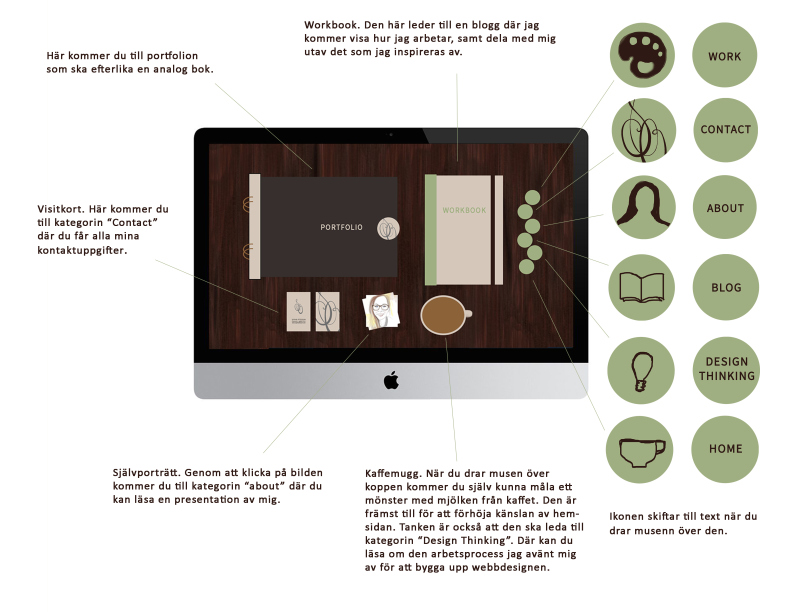 Workbook. Den här leder till en blogg där jag
kommer visa hur jag arbetar, samt dela med mig
utav det som jag inspireras av.
Här kommer du till portfolion
som ska efterlika en analog bok.
Visitkort. Här kommer du
till kategorin “Contact”
där du får alla mina
kontaktuppgifter.
PORTFOLIO
WORKBOOK
WORK
CONTACT
ABOUT
BLOG
DESIGN
THINKING
HOME
Självporträtt. Genom att klicka på bilden
kommer du till kategorin “about” där du
kan läsa en presentation av mig.
Kaffemugg. När du drar musen över
koppen kommer du själv kunna måla ett
mönster med mjölken från kaffet. Den är
främst till för att förhöja känslan av hem-
sidan. Tanken är också att den ska leda till
kategorin “Design Thinking”. Där kan du
läsa om den arbetsprocess jag avänt mig
av för att bygga upp webbdesignen.
Ikonen skiftar till text när du
drar musenn över den.